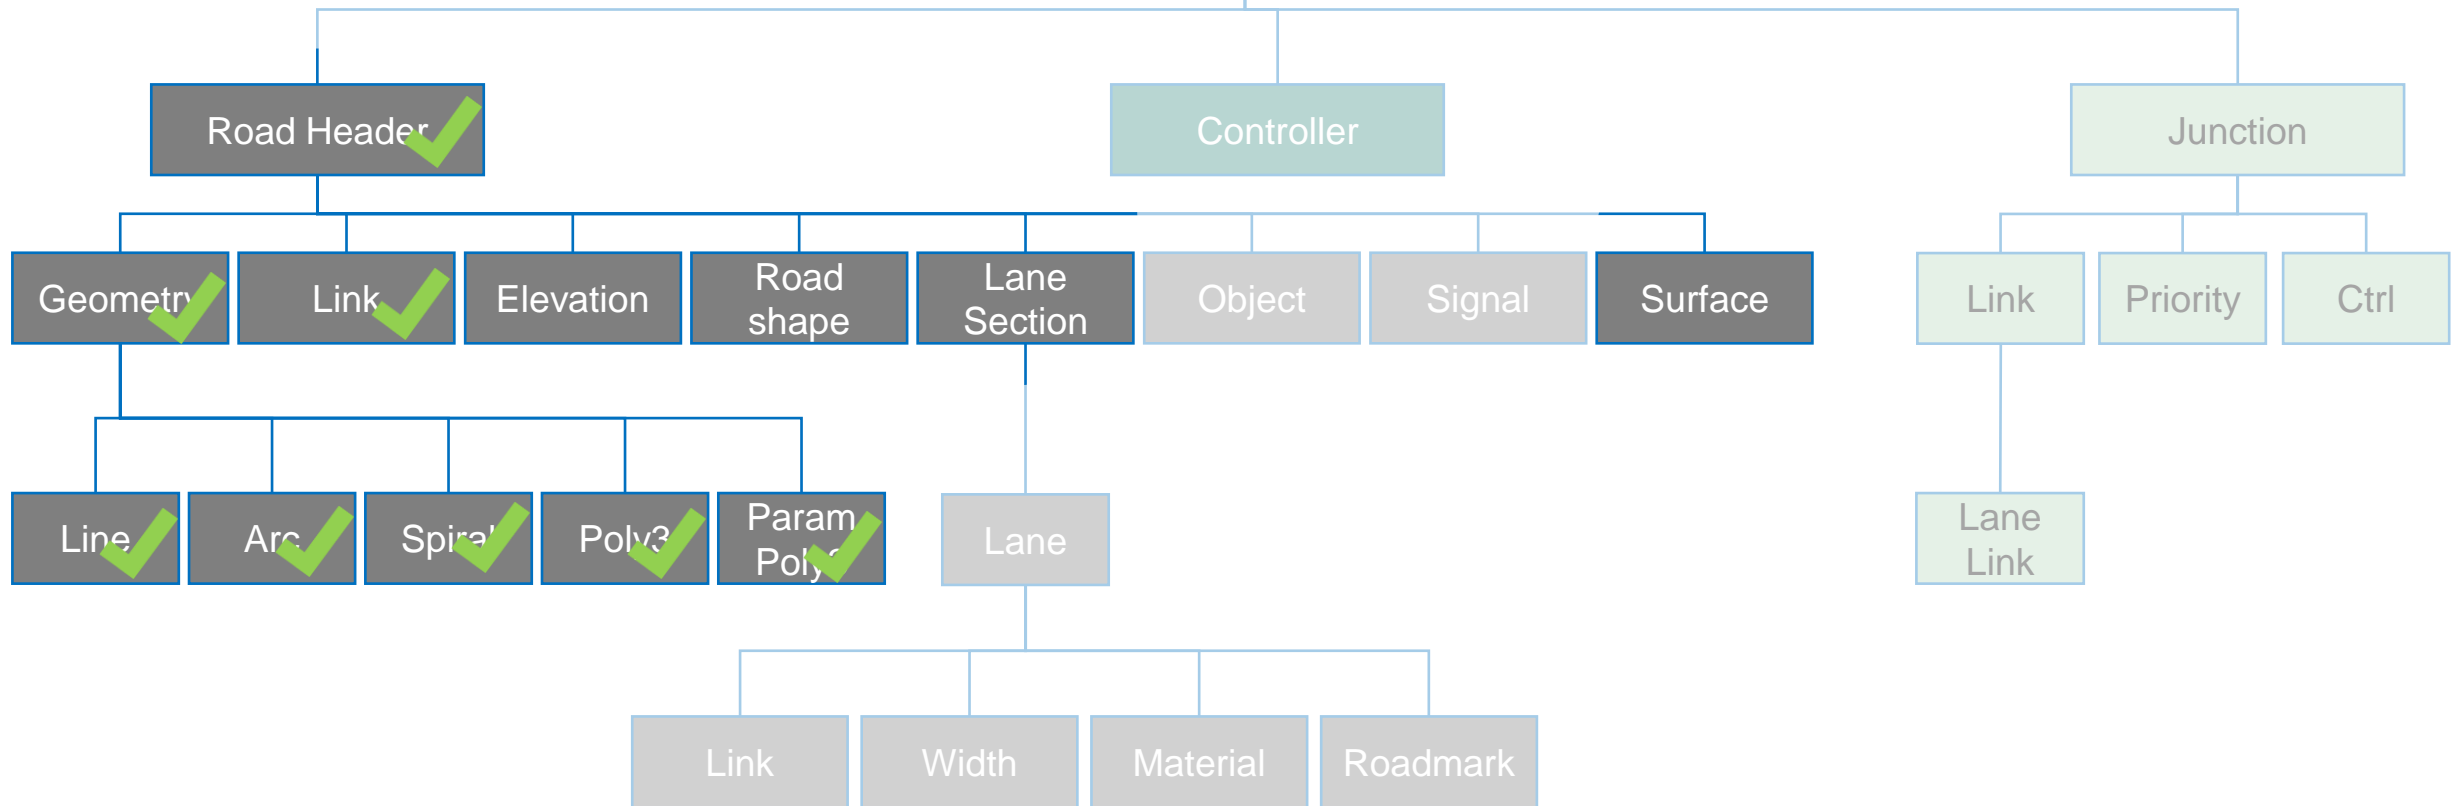 Road Header
Controller
Junction
Geometry
Link
Elevation
Road
shape
Lane
Section
Object
Signal
Surface
Link
Priority
Ctrl
Line
Arc
Spiral
Poly3
Param
Lane
Lane
Link
Link
Width
Material
Roadmark